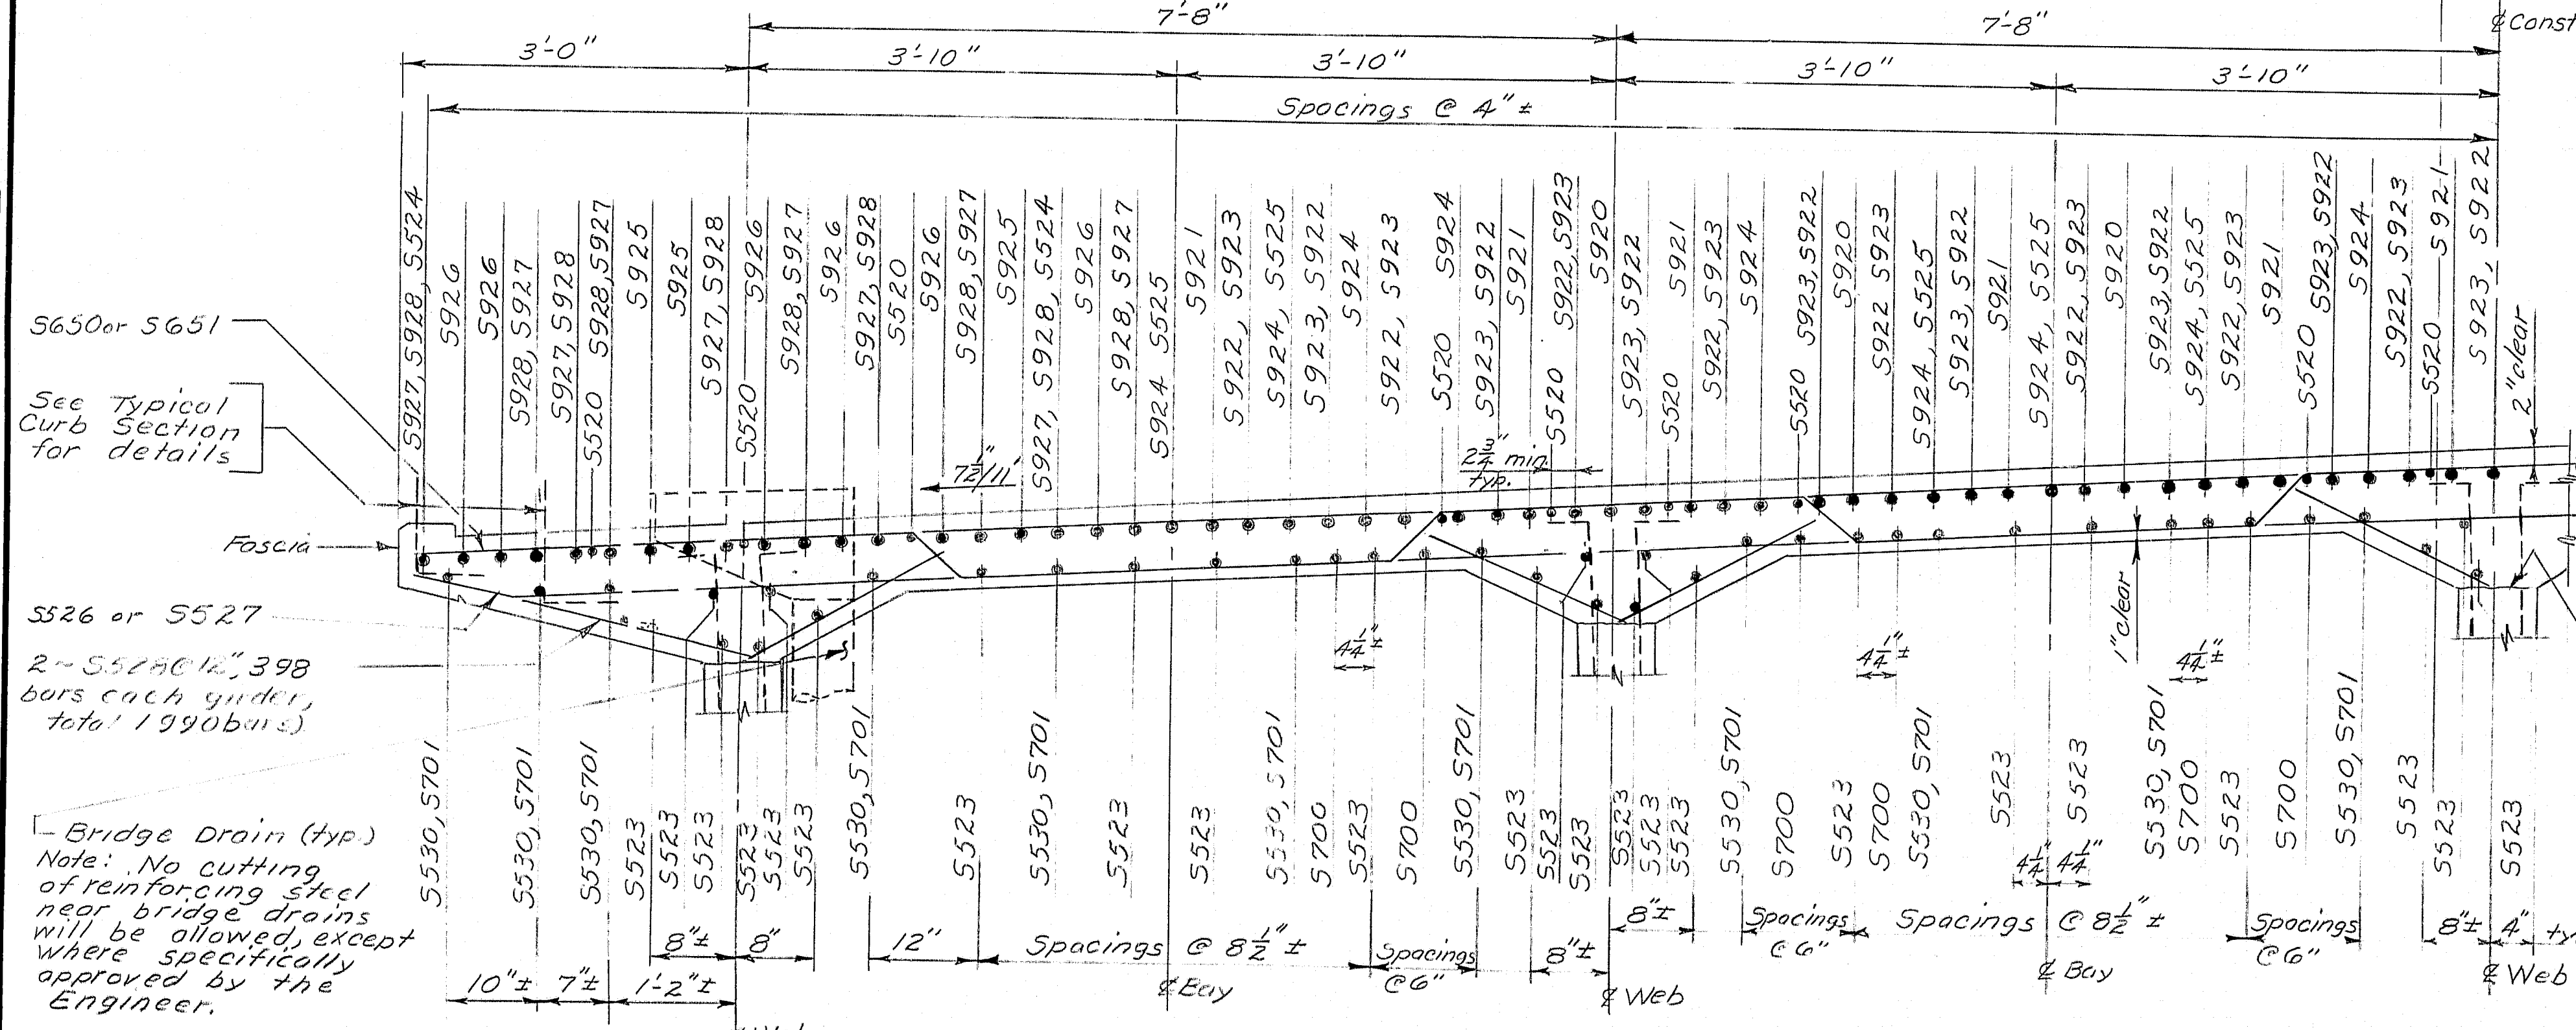 7'-8"
7'-8"
₵ Const
3'-0"
3'-10"
3'-10"
3'-10"
3'-10"
Spacings @ 4" ±
S927, S928, S524
S926
S926
S928, S927
S927, S928
S520
S928, S927
S925
S925
S927, S928
S520
S926
S928, S927
S926
S927, S928
S520
S926
S928, S927
S925
S927, S928, S524
S926
S928, S927
S924 S525
S921
S922, S923
S924, S525
S923, S922
S924
S922, S923
S520
S924
S923, S922
S921
S520
S922, S923
S920
S923, S922
S520
S921
S922, S923
S924
S520
S923, S922
S920
S922 S923
S924, S525
S923, S922
S921
S924, S525
S922, S923
S920
S923, S922
S924, S525
S922, S923
S921
S520
S923, S922
S924
S922, S923
S520
S921
S923, S922
2" clear
S650 or S651
See Typical
Curb Section
for details
7½"/11'
2¾" min.
typ.
Fascia
S526 or S527
2~S528@12", 398
bars each girder,
total 1990 bars)
1" clear
4¼" ±
4¼" ±
4¼" ±
Bridge Drain (typ.)
Note: No cutting
of reinforcing steel
near bridge drains
will be allowed, except
where specifically
approved by the
Engineer.
S530, S701
S530, S701
S530, S701
S523
S523
S523
S523
S523
S523
S530, S701
S523
S530, S701
S523
S523
S530, S701
S700
S523
S700
S530, S701
S523
S523
S523
S523
S523
S523
S530, S701
S700
S523
S700
S530, S701
S523
S523
S530, S701
S700
S523
S700
S530, S701
S523
S523
S523
4¼" 4¼"
8"±
8"
12"
Spacings @ 8½" ±
Spacings
@6"
8"±
8"±
Spacings
@6"
Spacings @ 8½" ±
Spacings
@6"
8"±
4"
10"±
7"±
1'-2"±
₵ Bay
₵ Web
₵ Bay
₵ Web